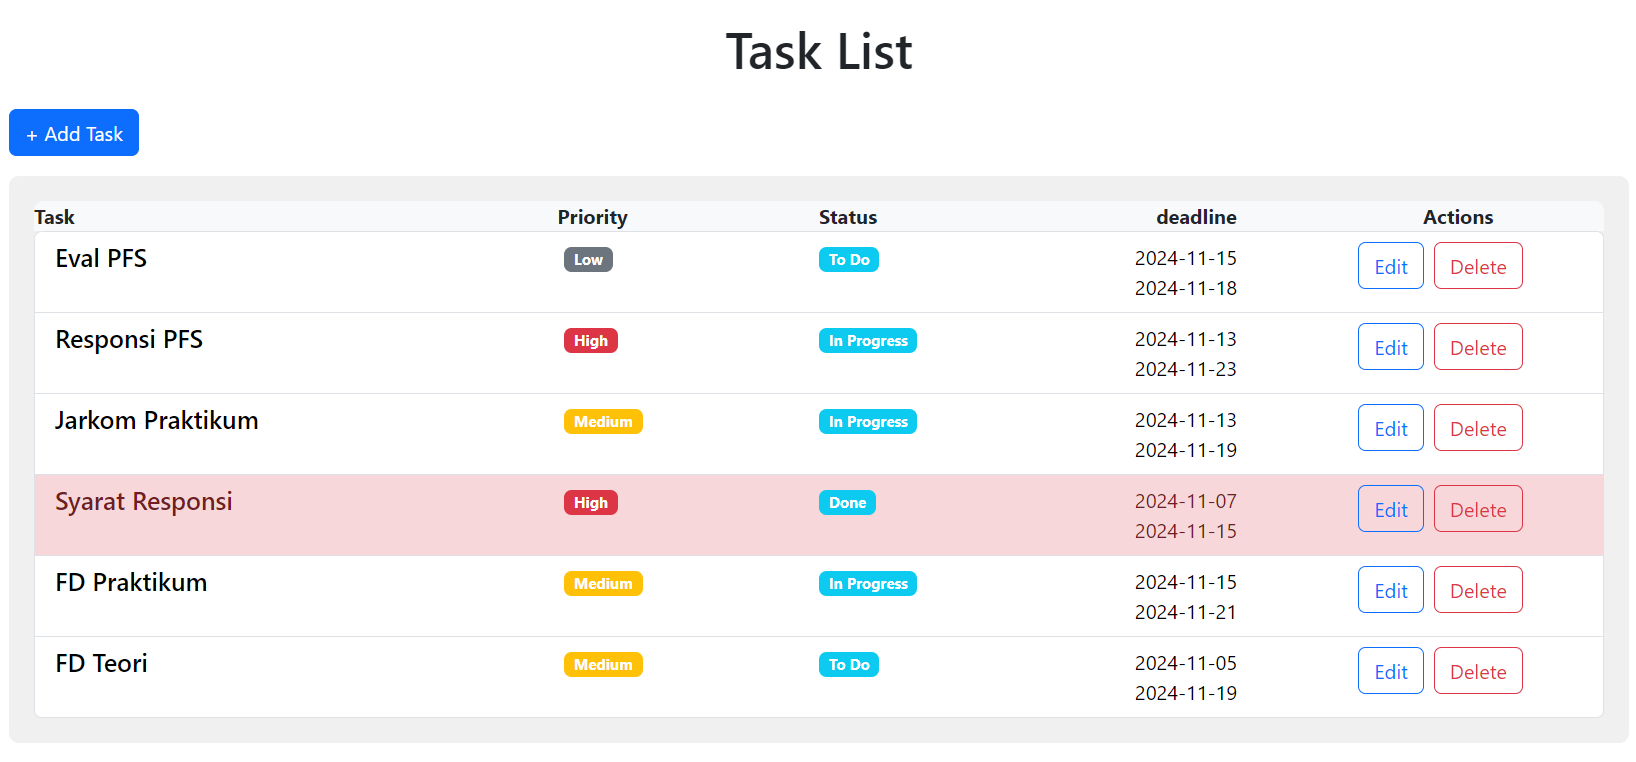 Task List
+ Add Task
Task Priority Status deadline Actions
Eval PFS Low To Do 2024-11-15 Edit Delete
2024-11-18
Responsi PFS High In Progress 2024-11-13 Edit Delete
2024-11-23
Jarkom Praktikum Medium In Progress 2024-11-13 Edit Delete
2024-11-19
Syarat Responsi High Done 2024-11-07 Edit Delete
2024-11-15
FD Praktikum Medium In Progress 2024-11-15 Edit Delete
2024-11-21
FD Teori Medium To Do 2024-11-05 Edit Delete
2024-11-19